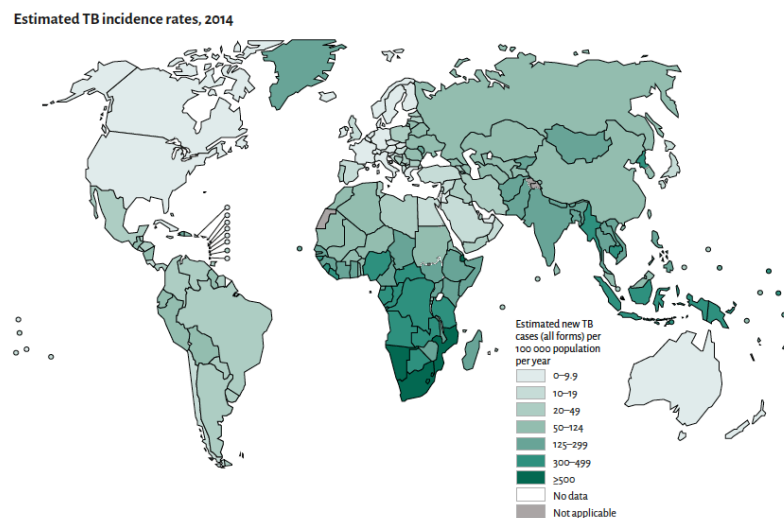 Estimated TB incidence rates, 2014
Estimated new TB
cases (all forms) per
100 000 population
per year
0–9.9
10–19
20–49
50–124
125–299
300–499
≥500
No data
Not applicable